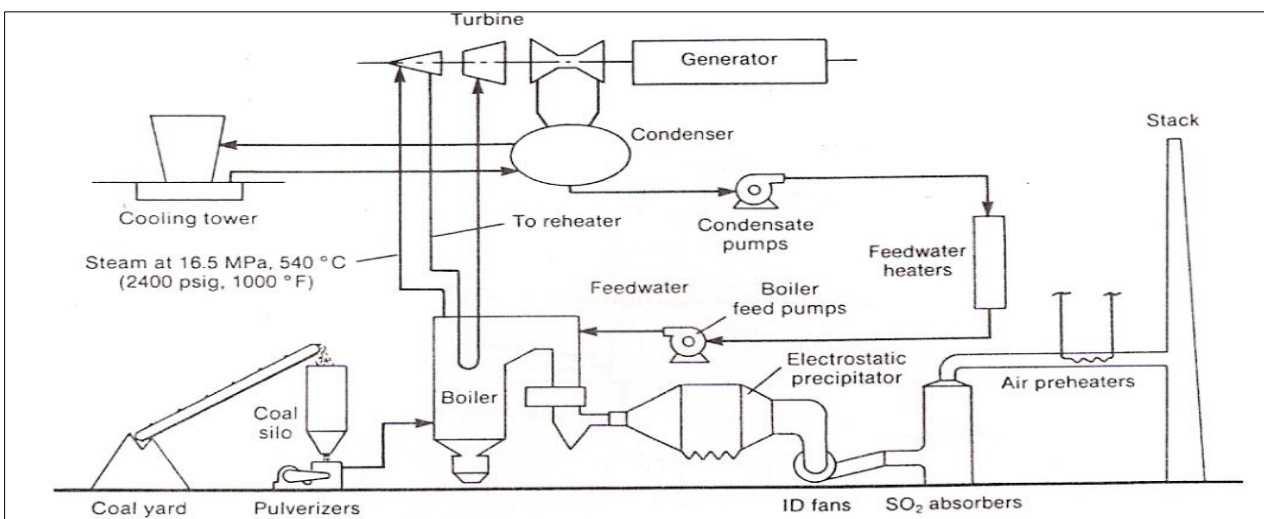 Turbine
Generator
Stack
Condenser
Cooling tower
To reheater
Condensate
pumps
Feedwater
heaters
Steam at 16.5 MPa, 540 °C
(2400 psig, 1000 °F)
Feedwater
Boiler
feed pumps
Electrostatic
precipitator
Air preheaters
Boiler
Coal
silo
Coal yard
Pulverizers
ID fans
SO₂ absorbers